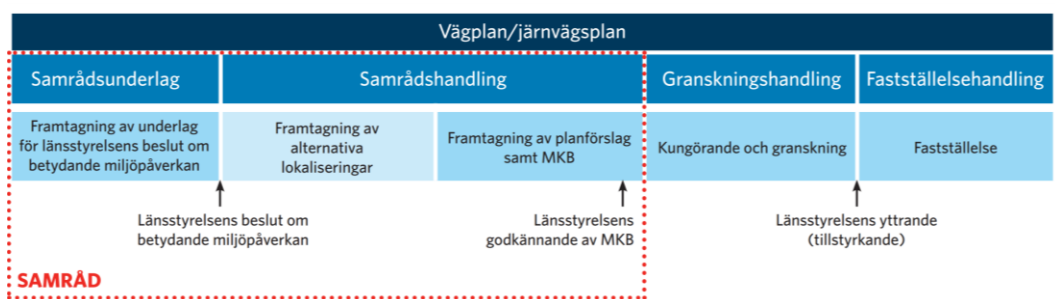 Vägplan/järnvägsplan
Samrådsunderlag
Samrådshandling
Granskningshandling
Fastställelsehandling
Framtagning av underlag
för länsstyrelsens beslut om
betydande miljöpåverkan
Framtagning av
alternativa
lokaliseringar
Framtagning av planförslag
samt MKB
Kungörande och granskning
Fastställelse
Länsstyrelsens beslut om
betydande miljöpåverkan
Länsstyrelsens
godkännande av MKB
Länsstyrelsens yttrande
(tillstyrkande)
SAMRÅD